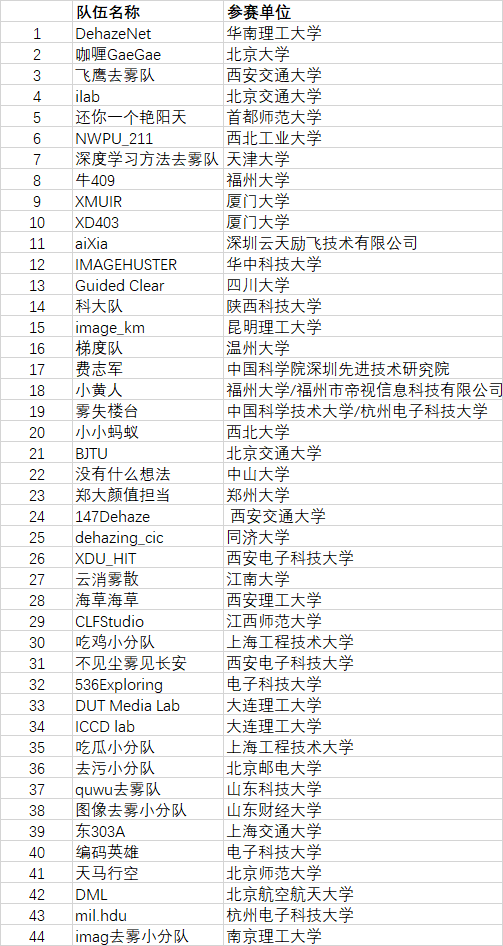 队伍名称 参赛单位
1 DehazeNet 华南理工大学
2 咖喱GaeGae 北京大学
3 飞鹰去雾队 西安交通大学
4 ilab 北京交通大学
5 还你一个艳阳天 首都师范大学
6 NWPU_211 西北工业大学
7 深度学习方法去雾队 天津大学
8 牛409 福州大学
9 XMUIR 厦门大学
10 XD403 厦门大学
11 aiXia 深圳云天励飞技术有限公司
12 IMAGEHUSTER 华中科技大学
13 Guided Clear 四川大学
14 科大队 陕西科技大学
15 image_km 昆明理工大学
16 梯度队 温州大学
17 费志军 中国科学院深圳先进技术研究院
18 小黄人 福州大学/福州市帝视信息科技有限公司
19 雾失楼台 中国科学技术大学/杭州电子科技大学
20 小小蚂蚁 西北大学
21 BJTU 北京交通大学
22 没有什么想法 中山大学
23 郑大颜值担当 郑州大学
24 147Dehaze 西安交通大学
25 dehazing_cic 同济大学
26 XDU_HIT 西安电子科技大学
27 云消雾散 江南大学
28 海草海草 西安理工大学
29 CLFStudio 江西师范大学
30 吃鸡小分队 上海工程技术大学
31 不见尘雾见长安 西安电子科技大学
32 536Exploring 电子科技大学
33 DUT Media Lab 大连理工大学
34 ICCD lab 大连理工大学
35 吃瓜小分队 上海工程技术大学
36 去污小分队 北京邮电大学
37 quwu去雾队 山东科技大学
38 图像去雾小分队 山东财经大学
39 东303A 上海交通大学
40 编码英雄 电子科技大学
41 天马行空 北京师范大学
42 DML 北京航空航天大学
43 mil.hdu 杭州电子科技大学
44 imag去雾小分队 南京理工大学